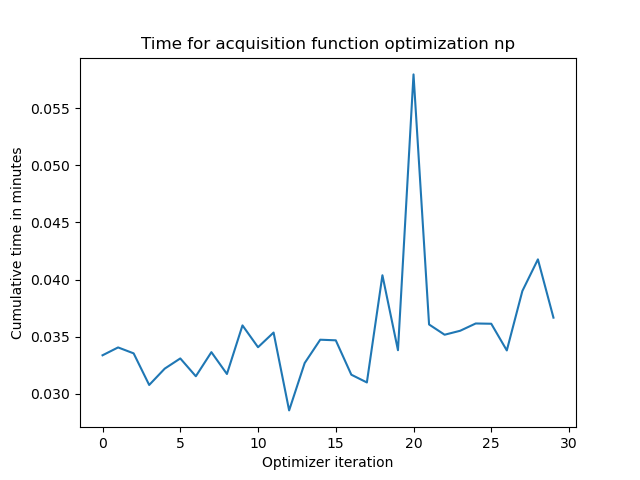 Time for acquisition function optimization np
Cumulative time in minutes
0.055
0.050
0.045
0.040
0.035
0.030
0 5 10 15 20 25 30
Optimizer iteration